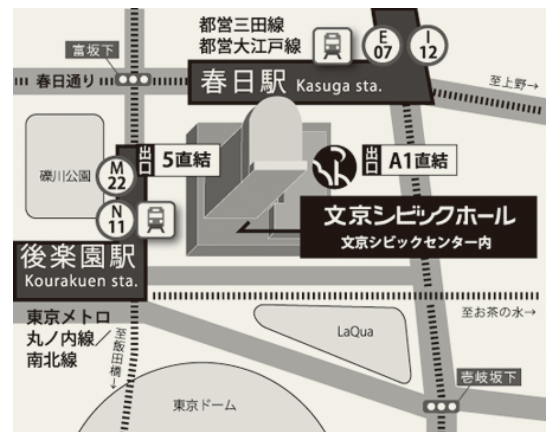 都営三田線
都営大江戸線
E
07
I
12
富坂下
春日通り
春日駅 Kasuga sta.
至上野→
出口
5直結
出口
A1直結
礫川公園
M
22
N
11
文京シビックホール
文京シビックセンター内
後楽園駅
Kourakuen sta.
東京メトロ
丸ノ内線/
南北線
至飯田橋→
至お茶の水→
LaQua
壱岐坂下
東京ドーム